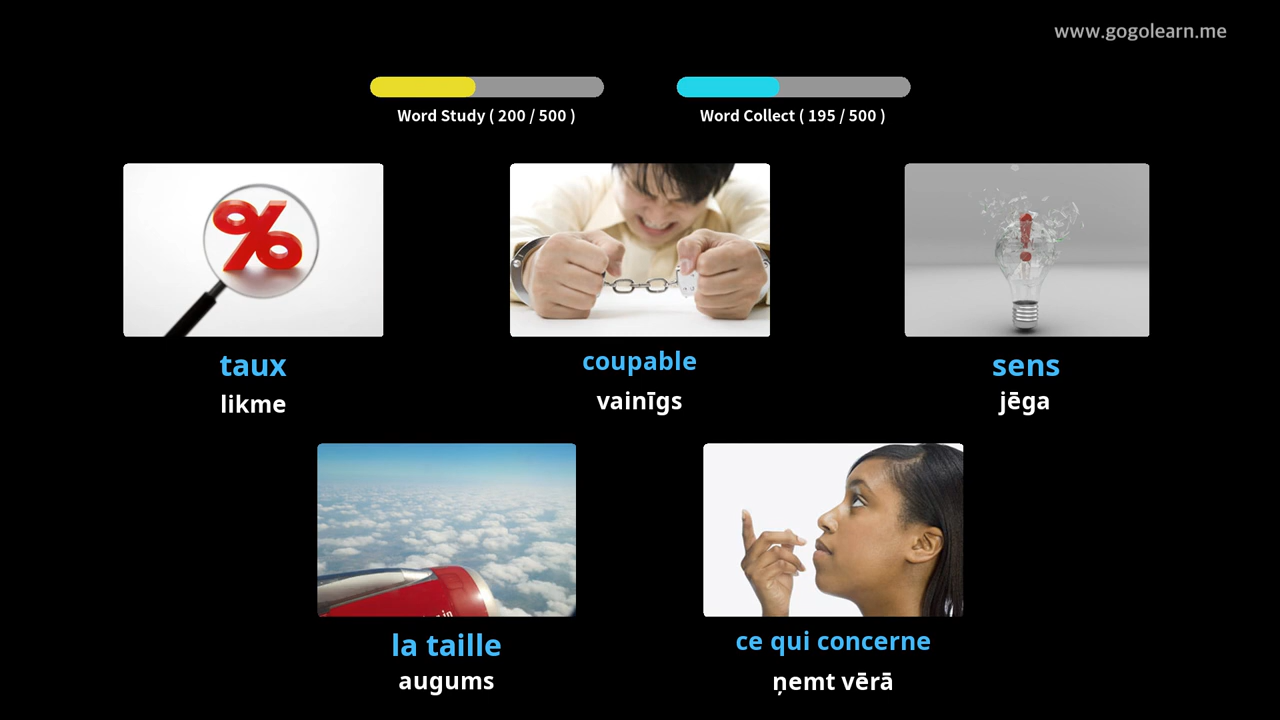 www.gogolearn.me
Word Study ( 200 / 500 )
Word Collect ( 195 / 500 )
taux
likme
coupable
vainīgs
sens
jēga
la taille
augums
ce qui concerne
ņemt vērā